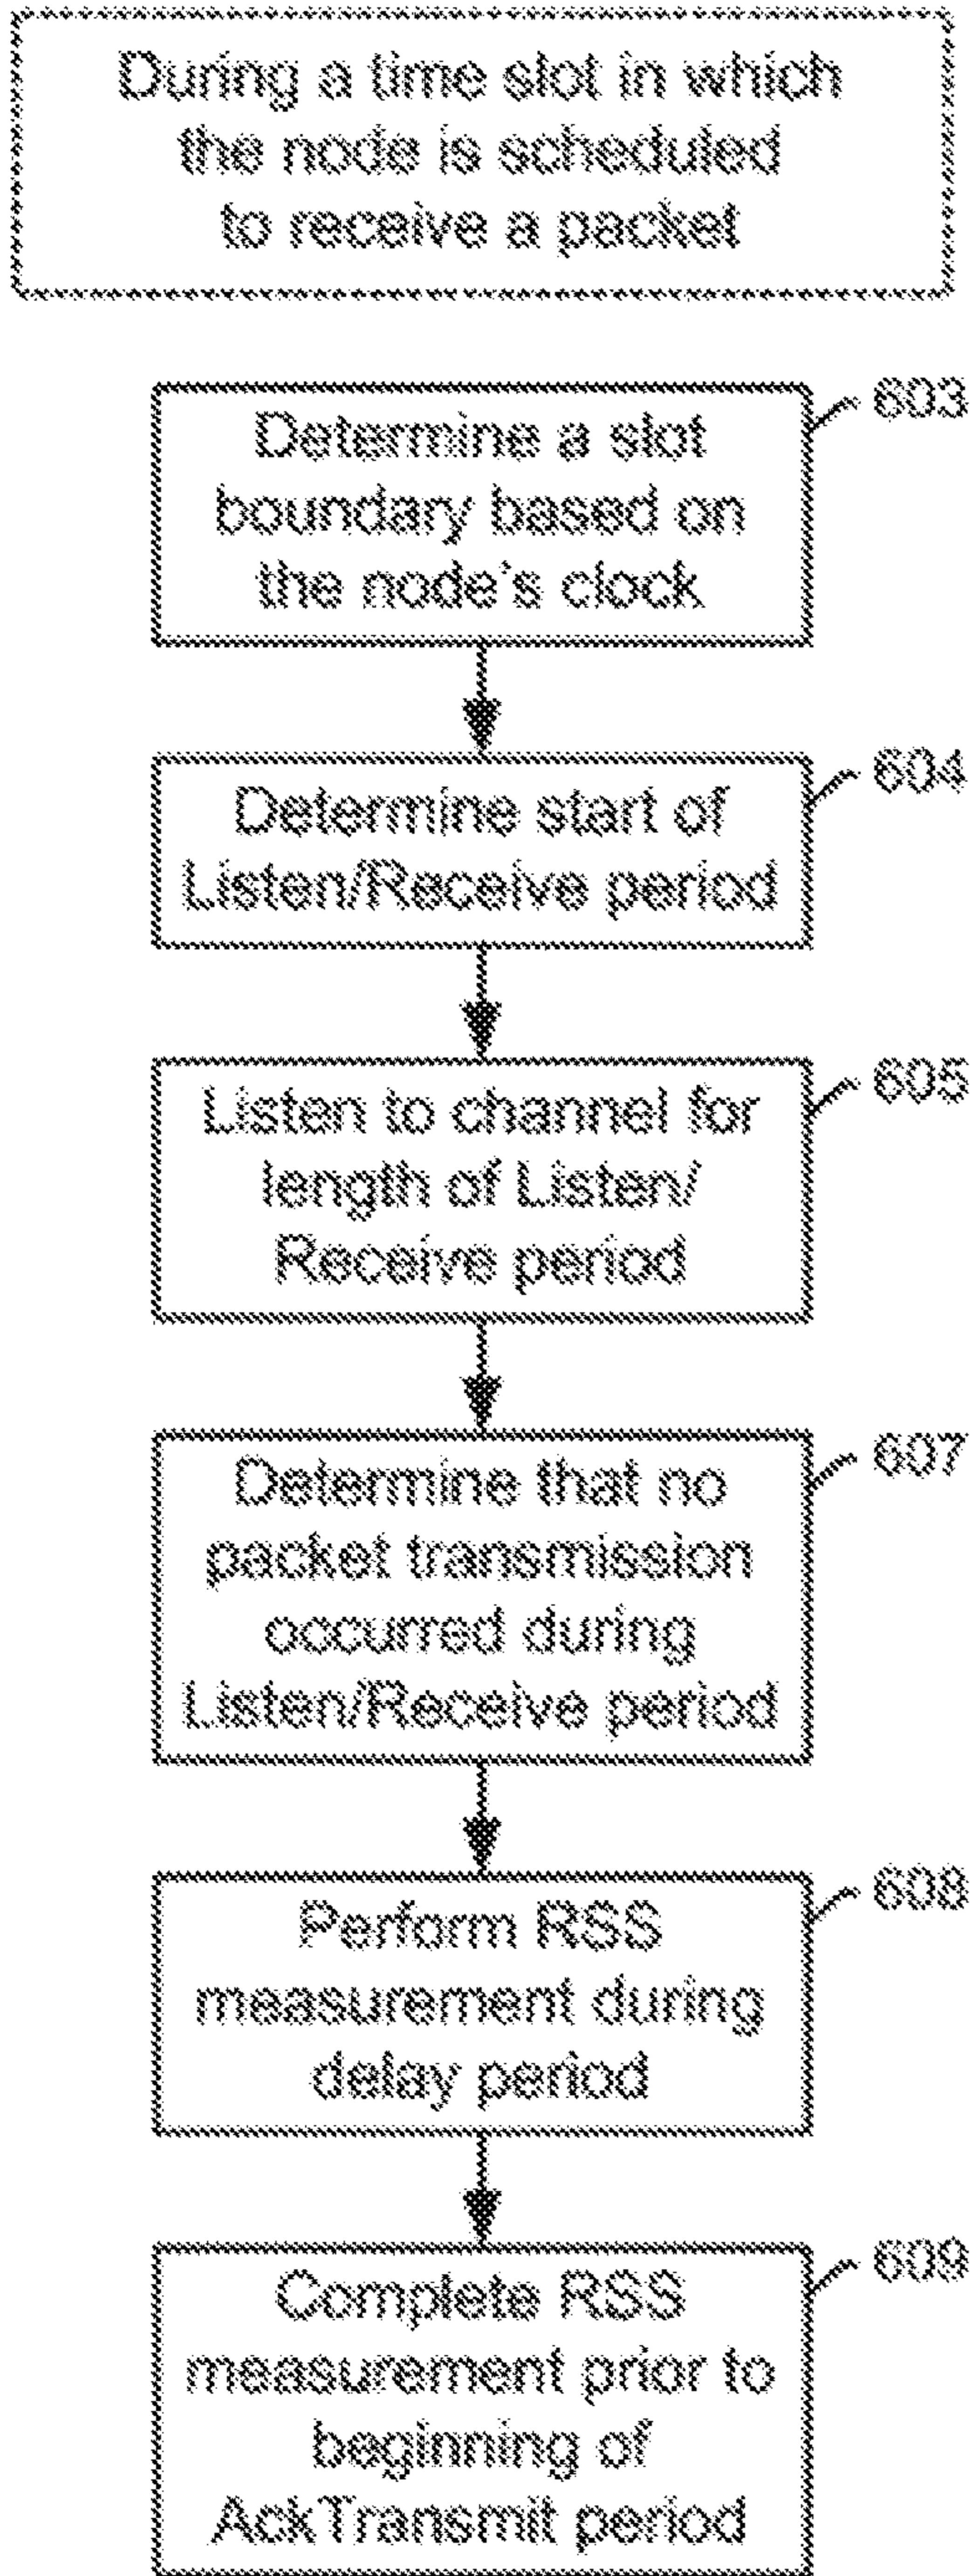 During a time slot in which
the node is scheduled
to receive a packet
603
Determine a slot
boundary based on
the node's clock
604
Determine start of
Listen/Receive period
605
Listen to channel for
length of Listen/
Receive period
607
Determine that no
packet transmission
occurred during
Listen/Receive period
608
Perform RSS
measurement during
delay period
609
Complete RSS
measurement prior to
beginning of
AckTransmit period